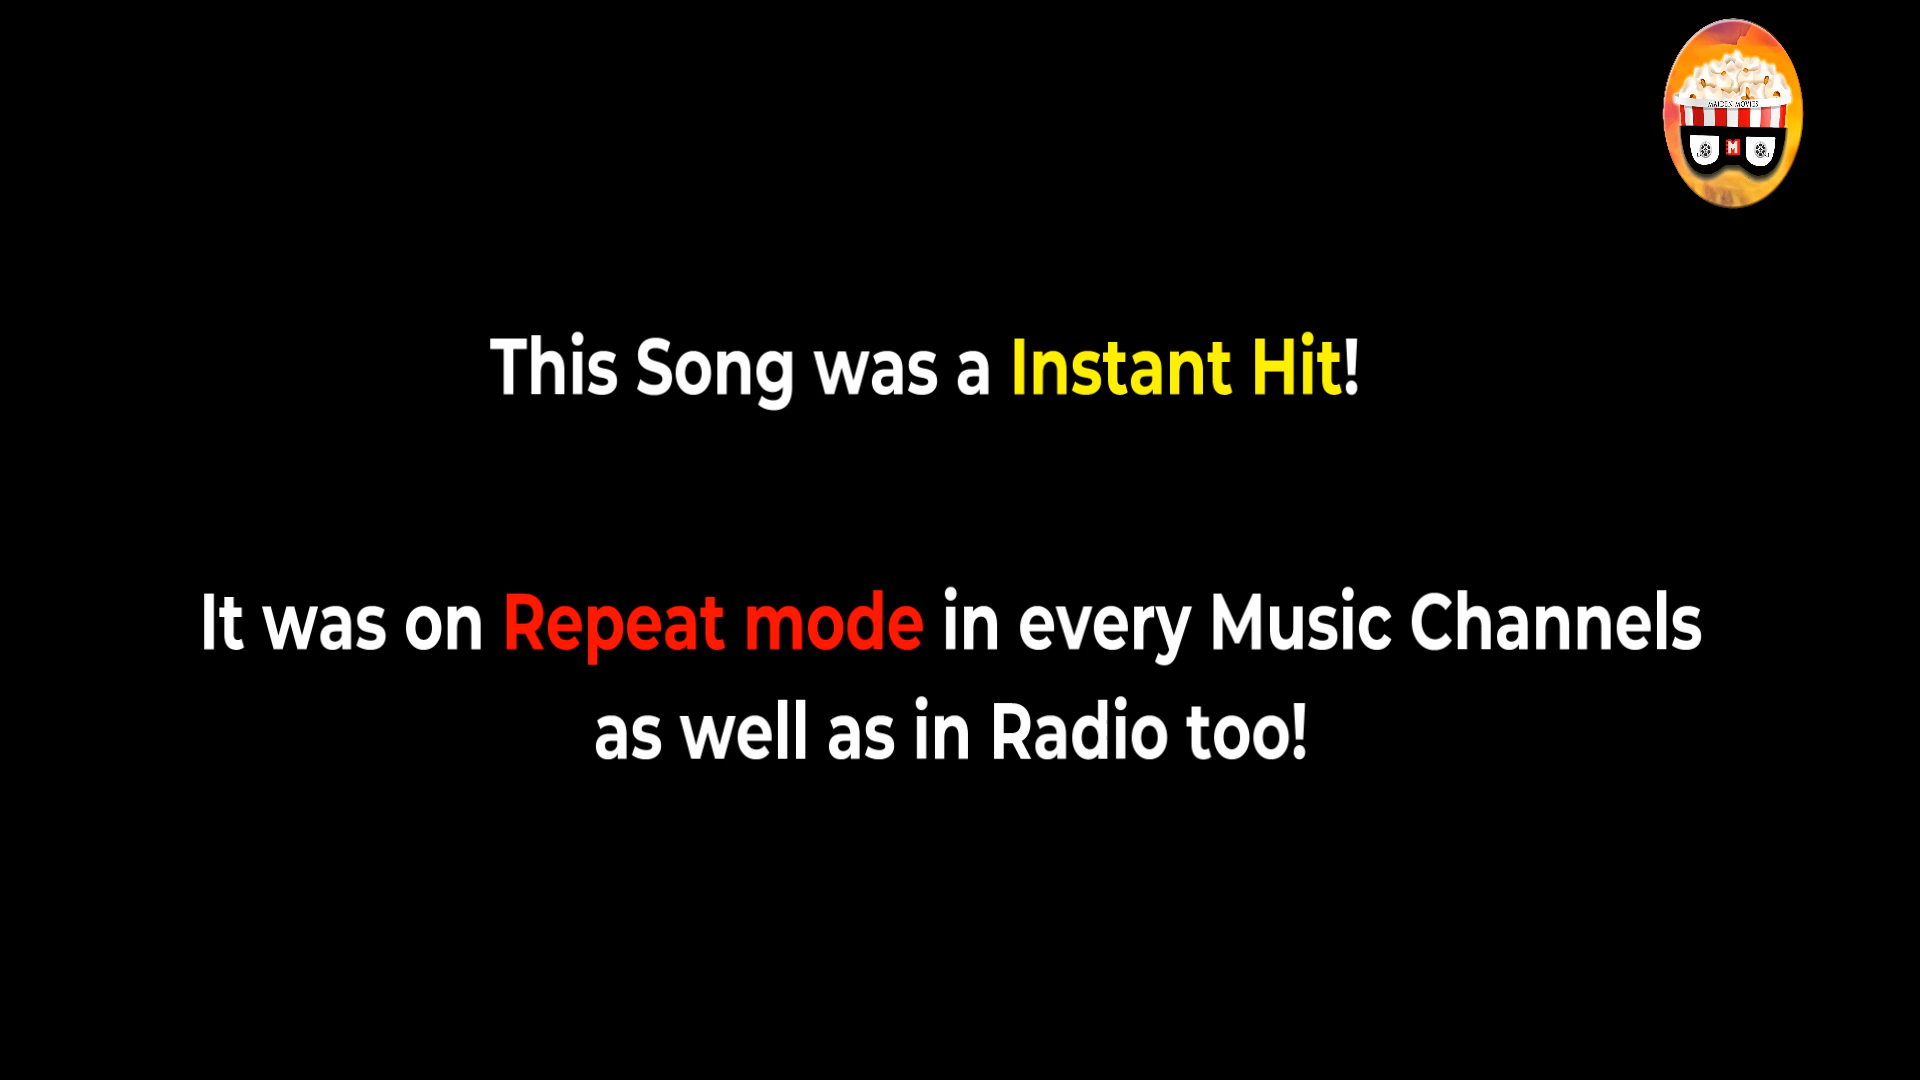 This Song was a Instant Hit!
It was on Repeat mode in every Music Channels
as well as in Radio too!
M